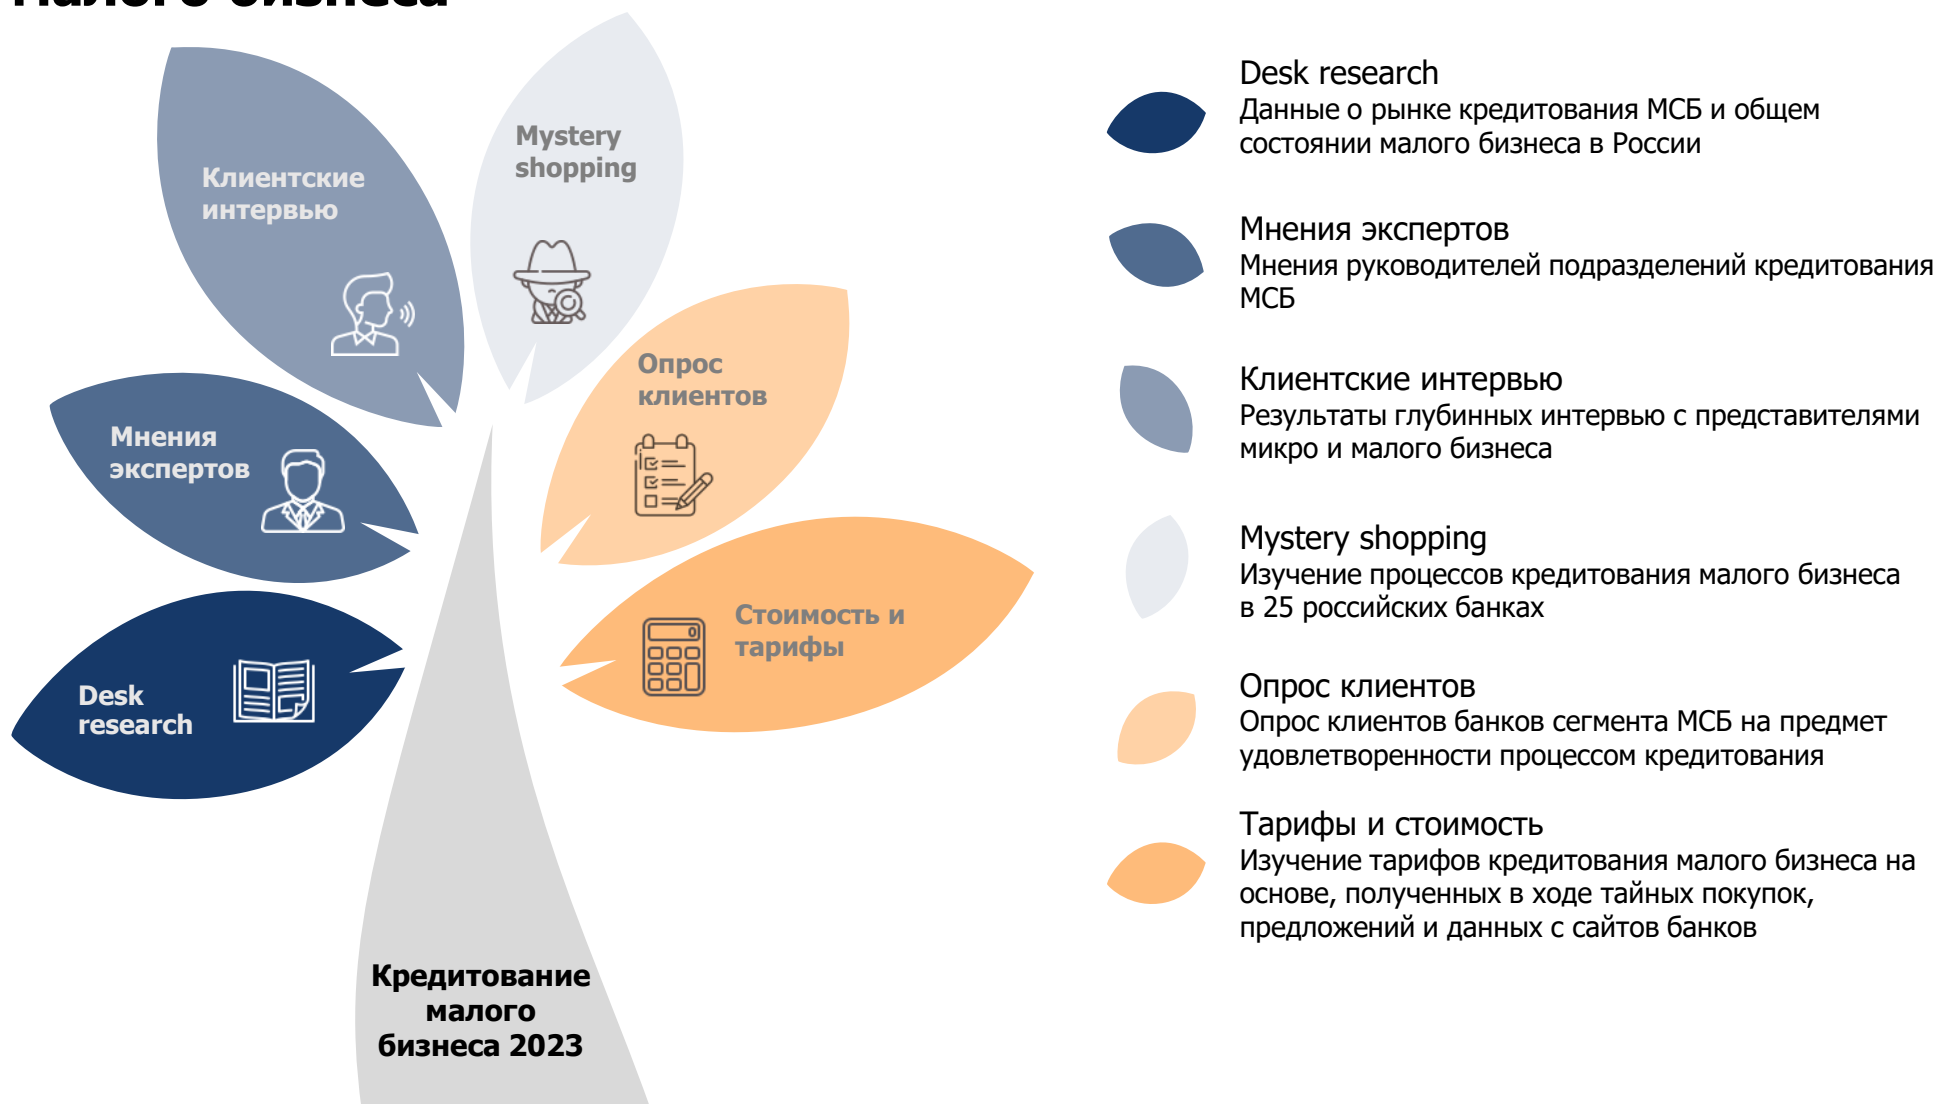 малого бизнеса
Клиентские
интервью
Mystery
shopping
Опрос
клиентов
Мнения
экспертов
Стоимость и
тарифы
Desk
research
Кредитование
малого
бизнеса 2023
Desk research
Данные о рынке кредитования МСБ и общем
состоянии малого бизнеса в России
Мнения экспертов
Мнения руководителей подразделений кредитования
МСБ
Клиентские интервью
Результаты глубинных интервью с представителями
микро и малого бизнеса
Mystery shopping
Изучение процессов кредитования малого бизнеса
в 25 российских банках
Опрос клиентов
Опрос клиентов банков сегмента МСБ на предмет
удовлетворенности процессом кредитования
Тарифы и стоимость
Изучение тарифов кредитования малого бизнеса на
основе, полученных в ходе тайных покупок,
предложений и данных с сайтов банков